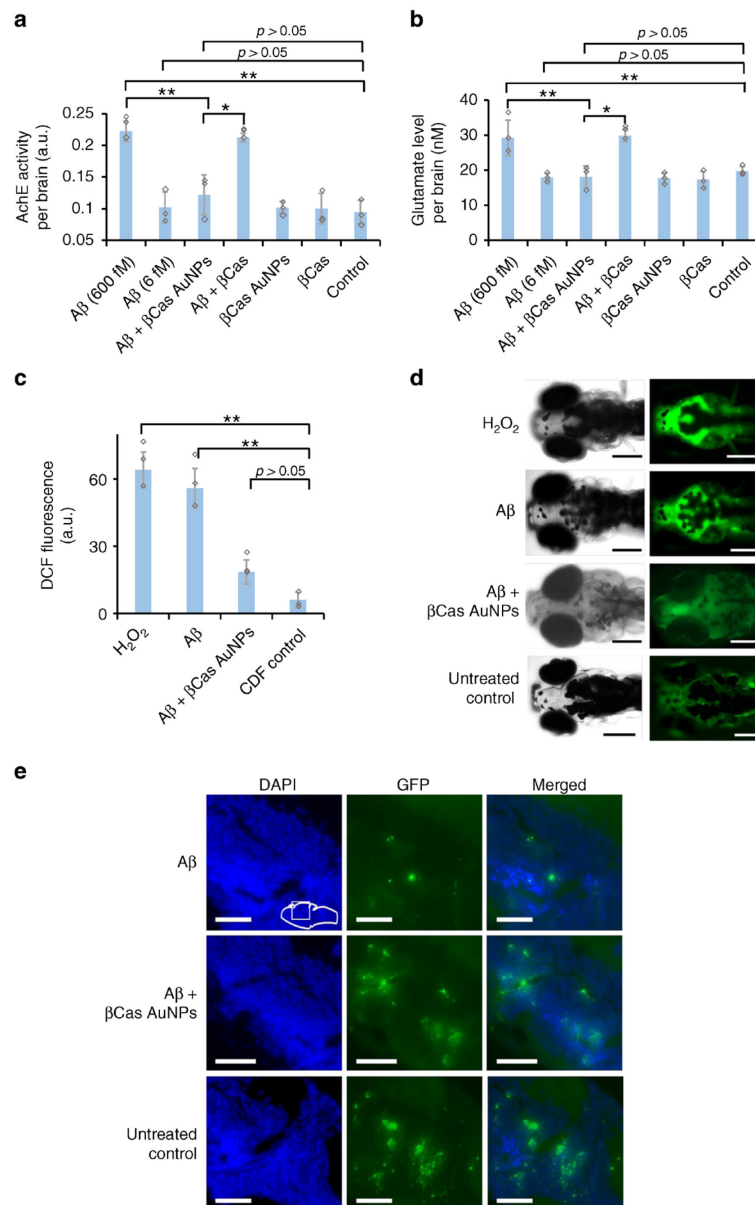 a
p > 0.05
p > 0.05
**
**
*
AchE activity
per brain (a.u.)
0.25
0.2
0.15
0.1
0.05
Aβ (600 fM)
Aβ (6 fM)
Aβ + βCas AuNPs
Aβ + βCas
βCas AuNPs
βCas
Control
b
p > 0.05
p > 0.05
**
**
*
Glutamate level
per brain (nM)
40
30
20
10
0
Aβ (600 fM)
Aβ (6 fM)
Aβ + βCas AuNPs
Aβ + βCas
βCas AuNPs
βCas
Control
c
**
**
p > 0.05
DCF fluorescence
(a.u.)
60
30
0
H₂O₂
Aβ
Aβ + βCas AuNPs
CDF control
d
H₂O₂
Aβ
Aβ +
βCas AuNPs
Untreated
control
e
DAPI
GFP
Merged
Aβ
Aβ +
βCas AuNPs
Untreated
control